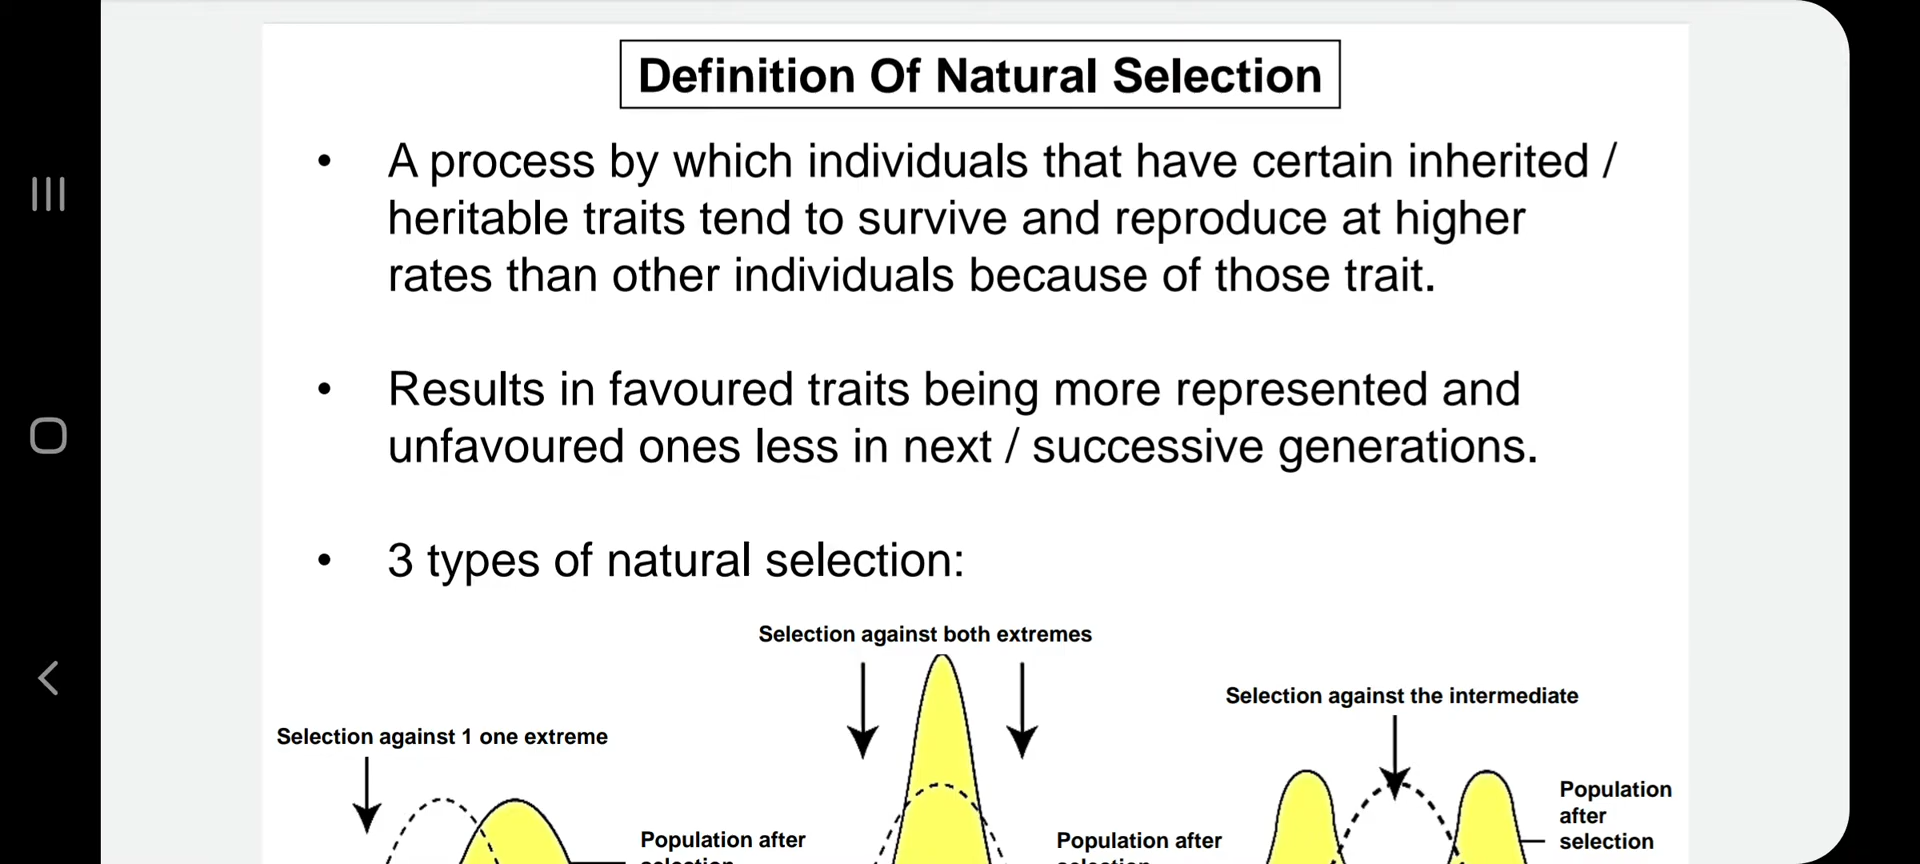 Definition Of Natural Selection
• A process by which individuals that have certain inherited /
heritable traits tend to survive and reproduce at higher
rates than other individuals because of those trait.
• Results in favoured traits being more represented and
unfavoured ones less in next / successive generations.
• 3 types of natural selection:
Selection against both extremes
Selection against the intermediate
Selection against 1 one extreme
Population
after
selection
Population after
selection
Population after
selection